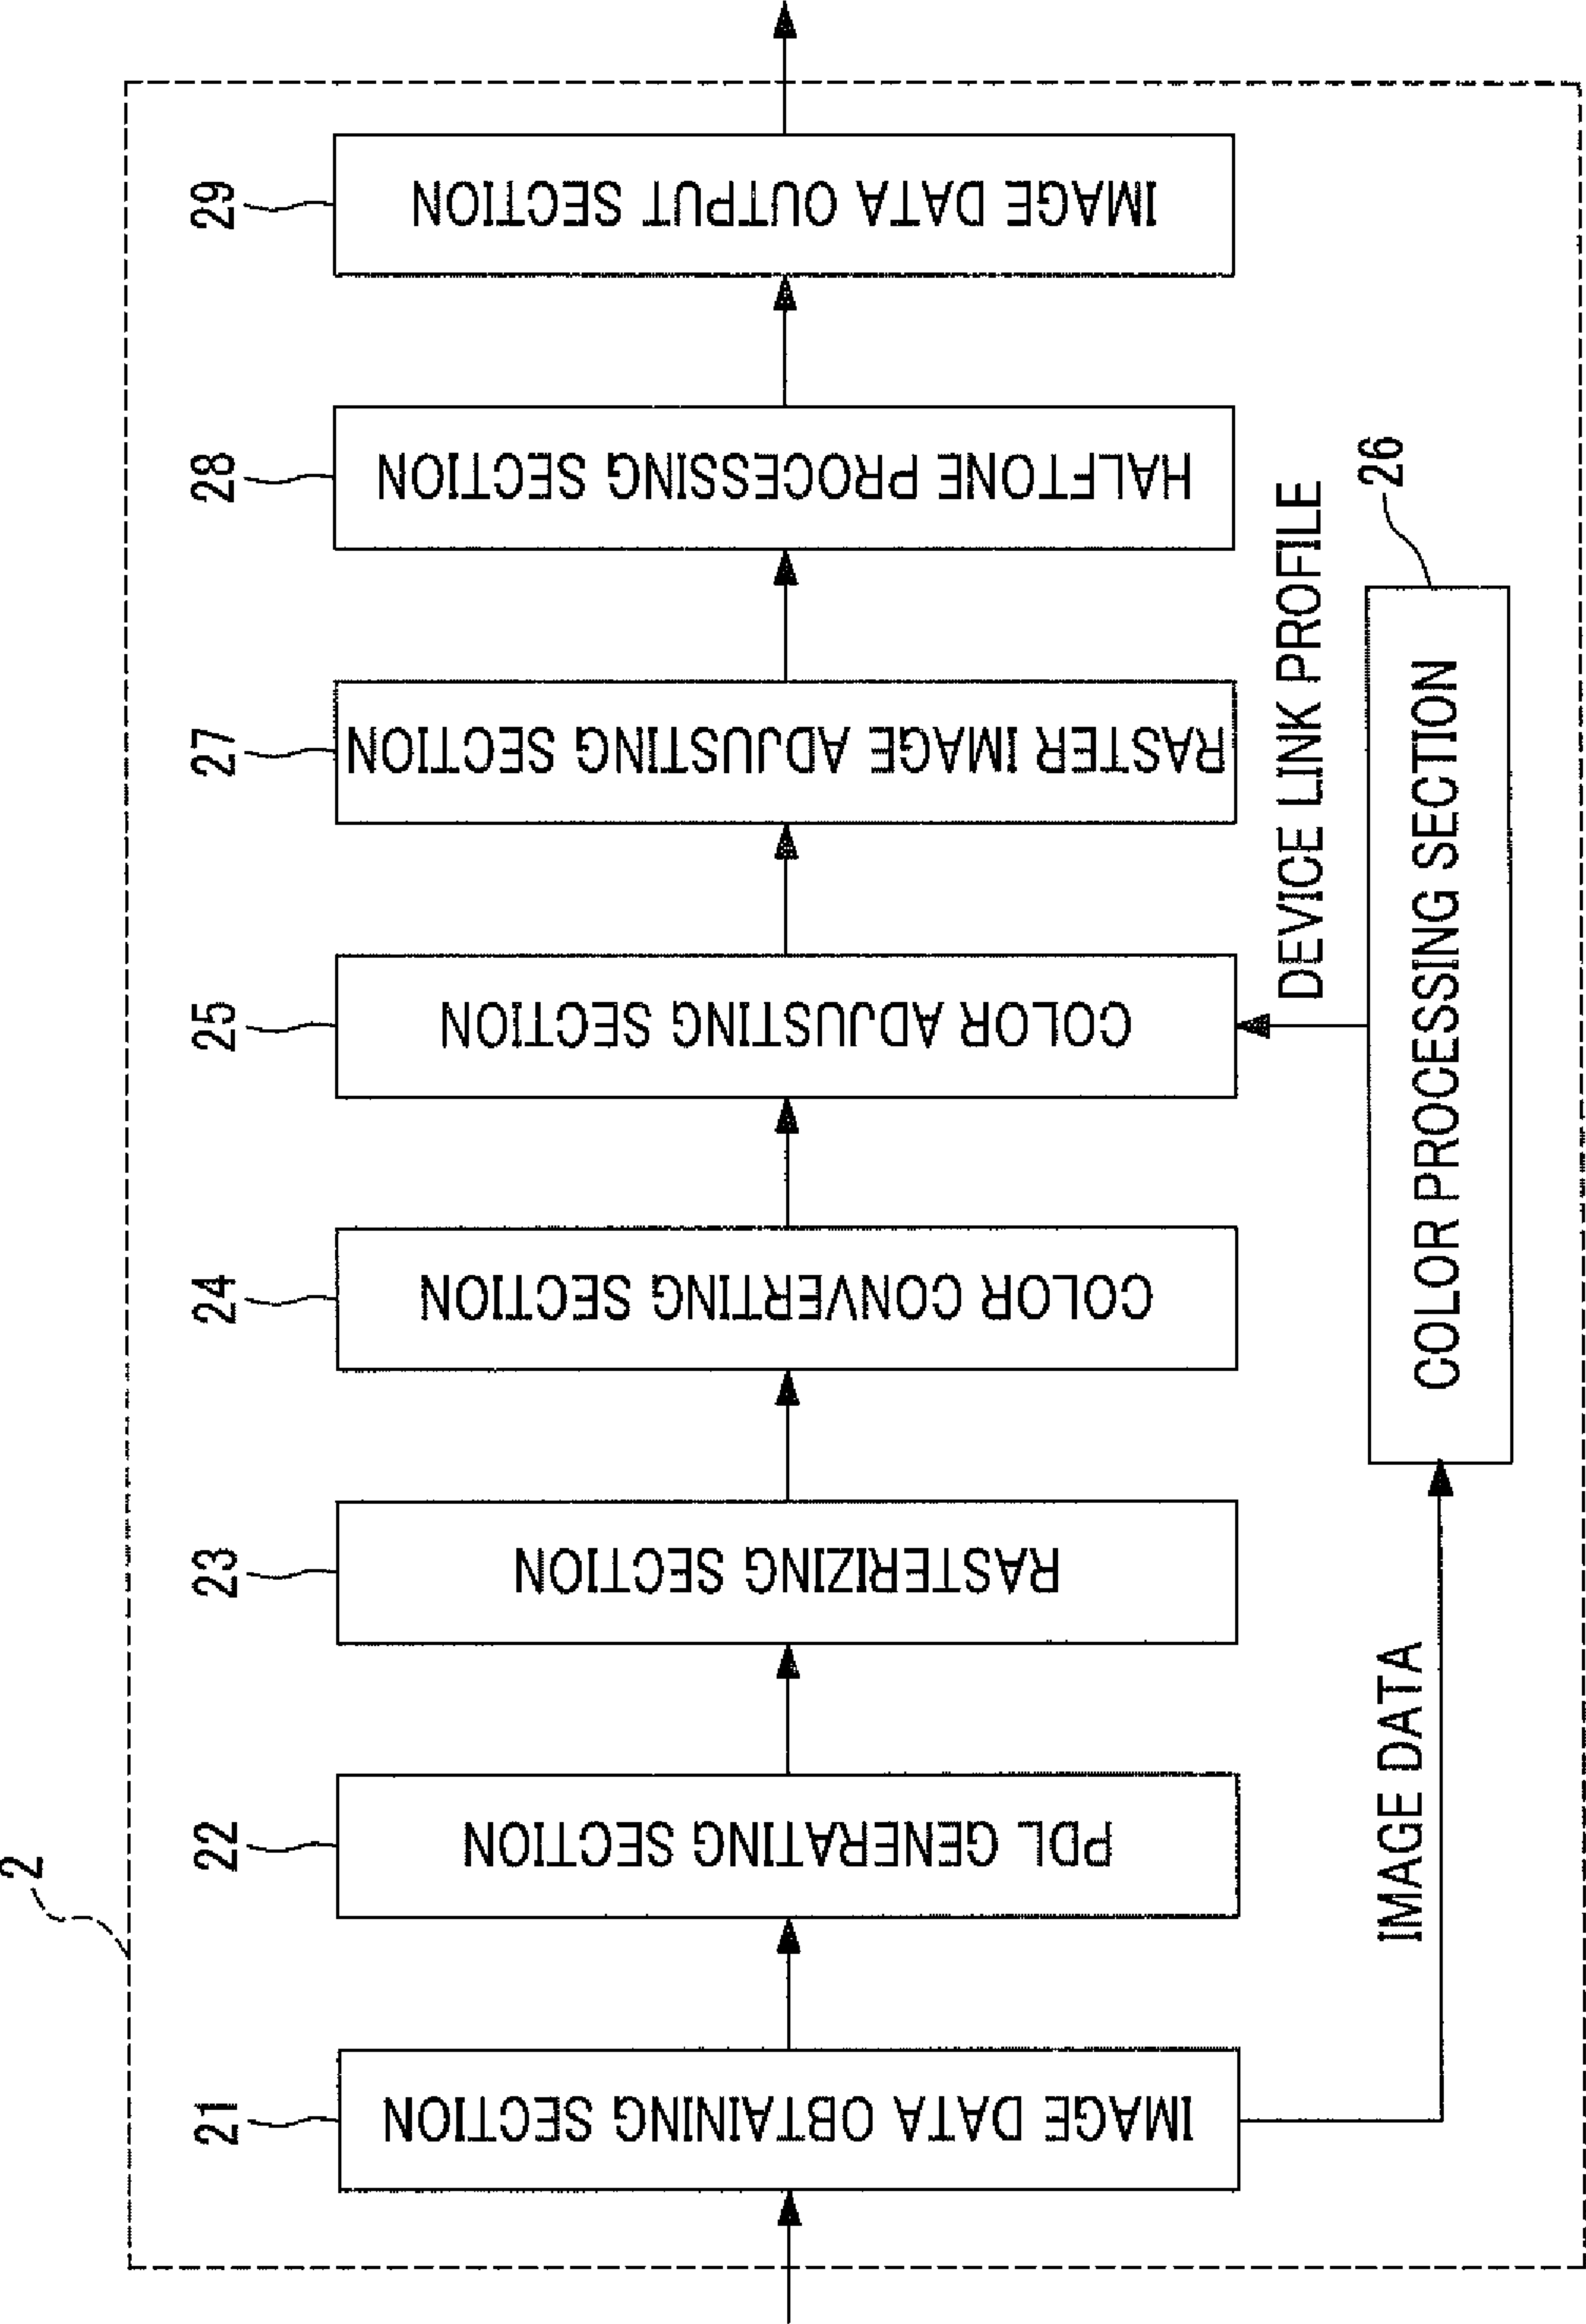 2
21
IMAGE DATA OBTAINING SECTION
22
PDL GENERATING SECTION
23
RASTERIZING SECTION
24
COLOR CONVERTING SECTION
25
COLOR ADJUSTING SECTION
27
RASTER IMAGE ADJUSTING SECTION
28
HALFTONE PROCESSING SECTION
29
IMAGE DATA OUTPUT SECTION
IMAGE DATA
DEVICE LINK PROFILE
26
COLOR PROCESSING SECTION